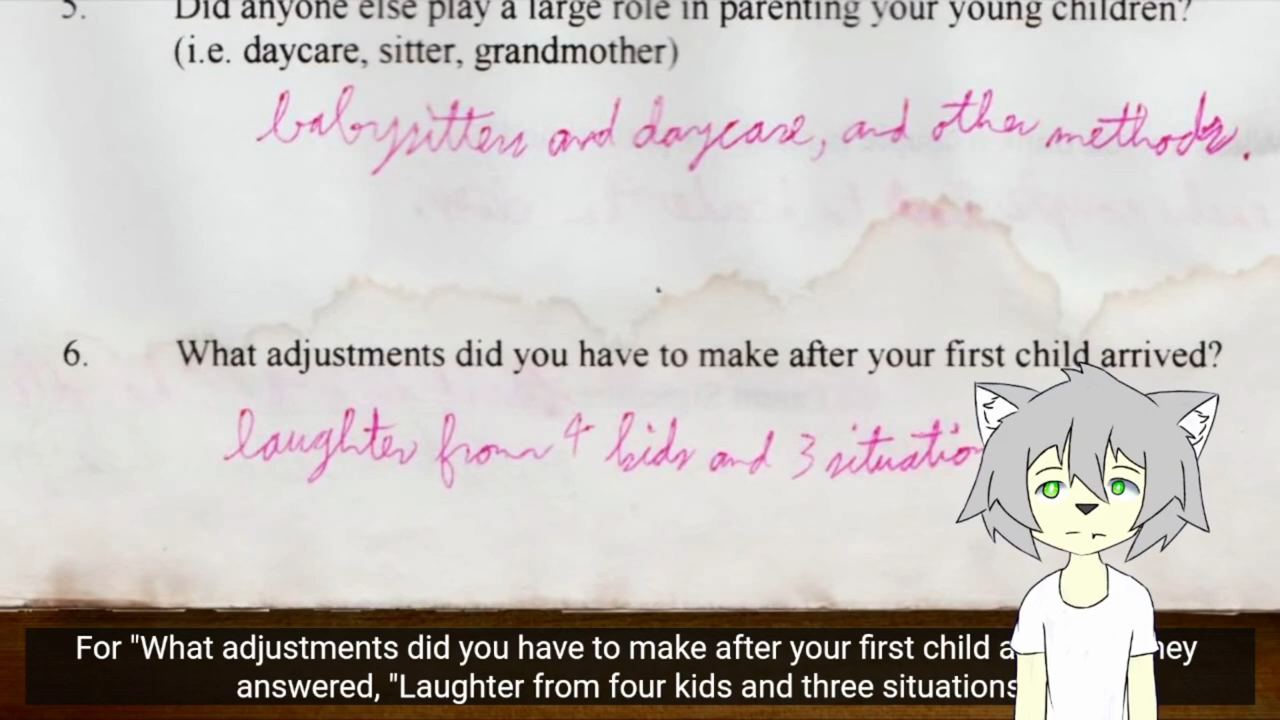 5. Did anyone else play a large role in parenting your young children?
(i.e. daycare, sitter, grandmother)
babysitters and daycare, and other methods.
6. What adjustments did you have to make after your first child arrived?
laughter from 4 kids and 3 situation
For "What adjustments did you have to make after your first child a hey
answered, "Laughter from four kids and three situations